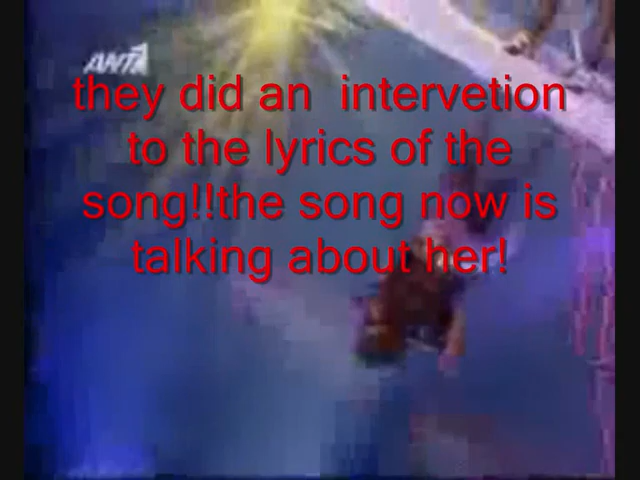 ANT1
they did an  intervetion
to the lyrics of the
song!!the song now is
talking about her!